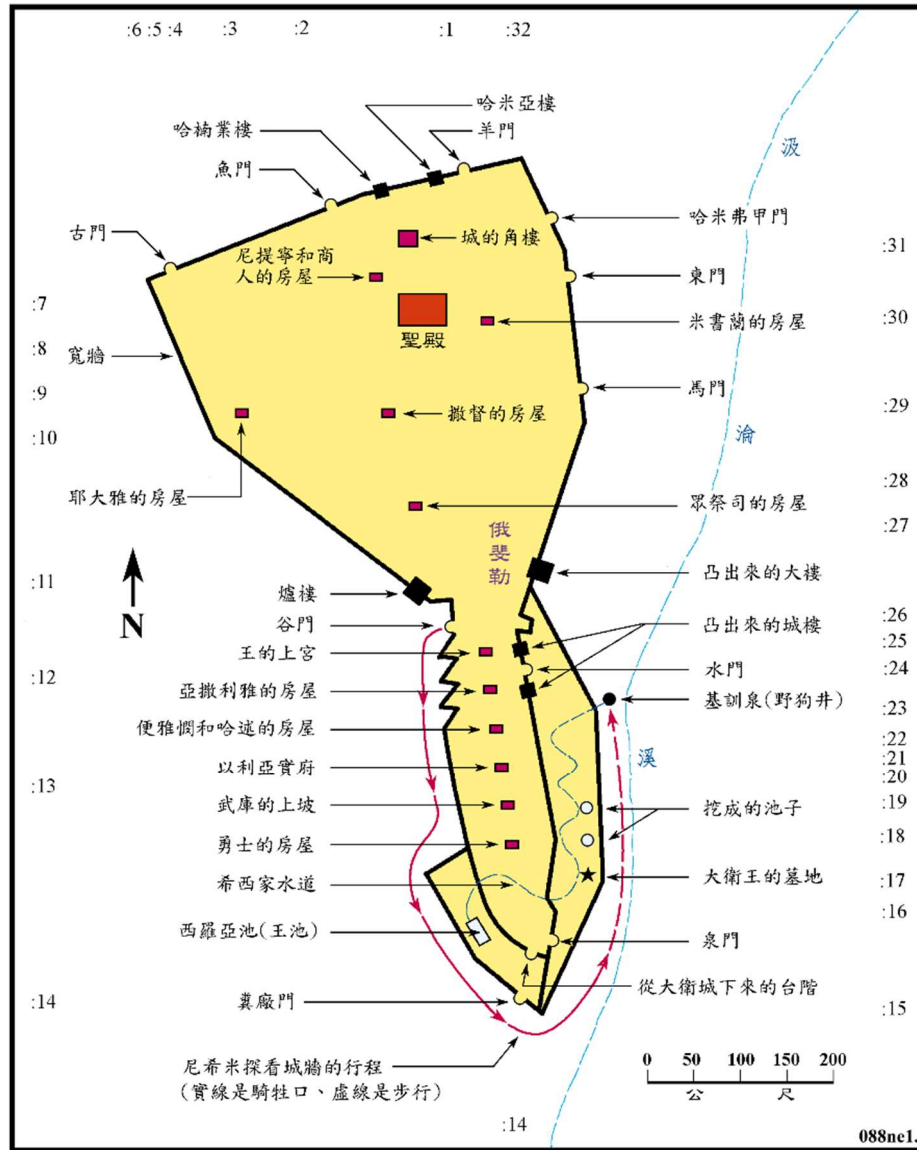 :6 :5 :4 :3 :2 :1 :32
哈米亞樓
哈楠業樓
羊門
魚門
古門
哈米弗甲門
城的角樓
:31
尼提寧和商
人的房屋
東門
:7
:30
米書蘭的房屋
聖殿
:8
寬牆
:9
馬門
:29
撒督的房屋
:10
耶大雅的房屋
眾祭司的房屋
:28
:27
俄斐勒
汲淪溪
:11
爐樓
凸出來的大樓
N
谷門
凸出來的城樓
:26
:25
王的上宮
水門
:24
:12
亞撒利雅的房屋
基訓泉(野狗井)
:23
便雅憫和哈述的房屋
:22
:21
以利亞實府
:20
:13
武庫的上坡
挖成的池子
:19
勇士的房屋
:18
希西家水道
大衛王的墓地
:17
:16
西羅亞池(王池)
泉門
從大衛城下來的台階
:14
糞廠門
:15
尼希米探看城牆的行程
(實線是騎牲口、虛線是步行)
0 50 100 150 200
公 尺
:14
088ne1.